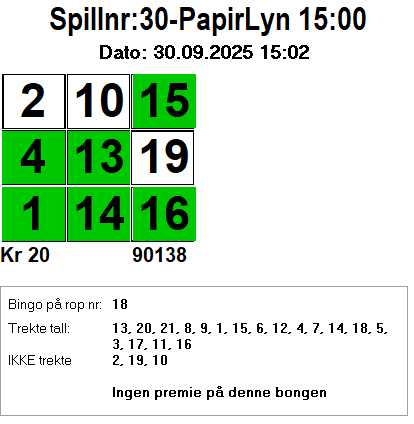 Spillnr:30-PapirLyn 15:00
Dato: 30.09.2025 15:02
2 10 15
4 13 19
1 14 16
Kr 20 90138
Bingo på rop nr: 18
Trekte tall: 13, 20, 21, 8, 9, 1, 15, 6, 12, 4, 7, 14, 18, 5,
3, 17, 11, 16
IKKE trekte 2, 19, 10
Ingen premie på denne bongen